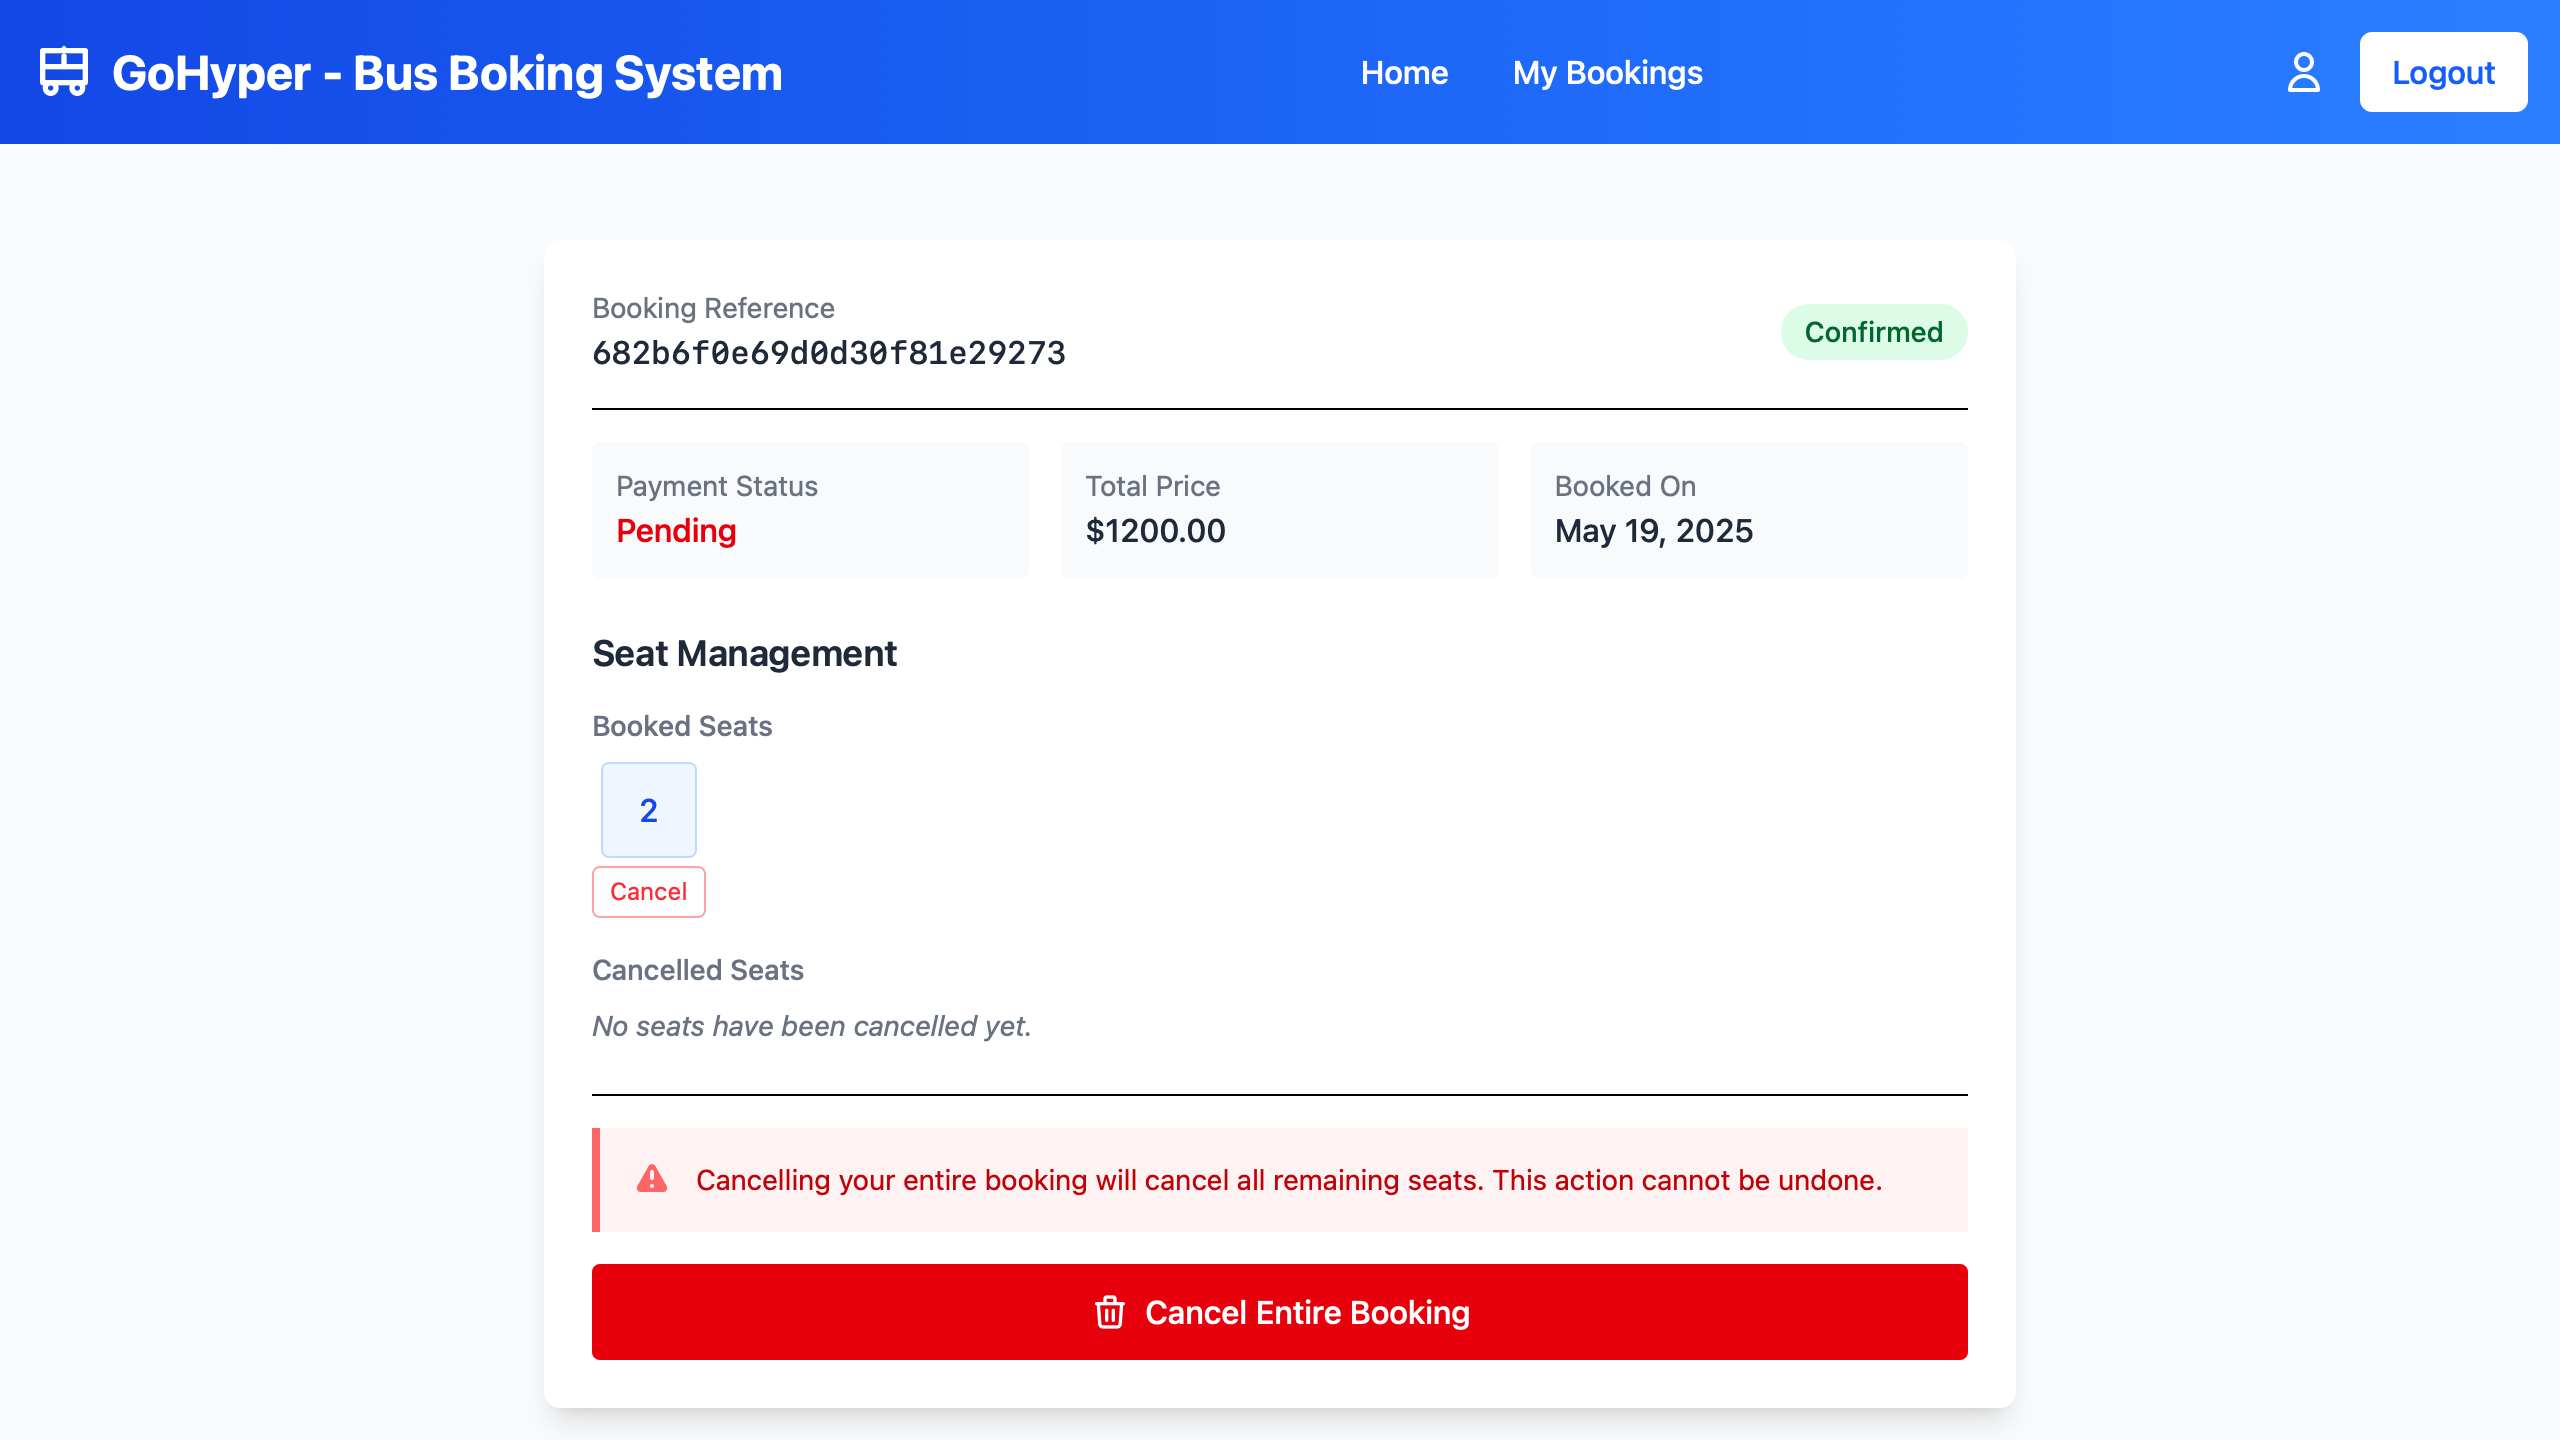 GoHyper - Bus Boking System
Home
My Bookings
Logout
Booking Reference
682b6f0e69d0d30f81e29273
Confirmed
Payment Status
Pending
Total Price
$1200.00
Booked On
May 19, 2025
Seat Management
Booked Seats
2
Cancel
Cancelled Seats
No seats have been cancelled yet.
Cancelling your entire booking will cancel all remaining seats. This action cannot be undone.
Cancel Entire Booking